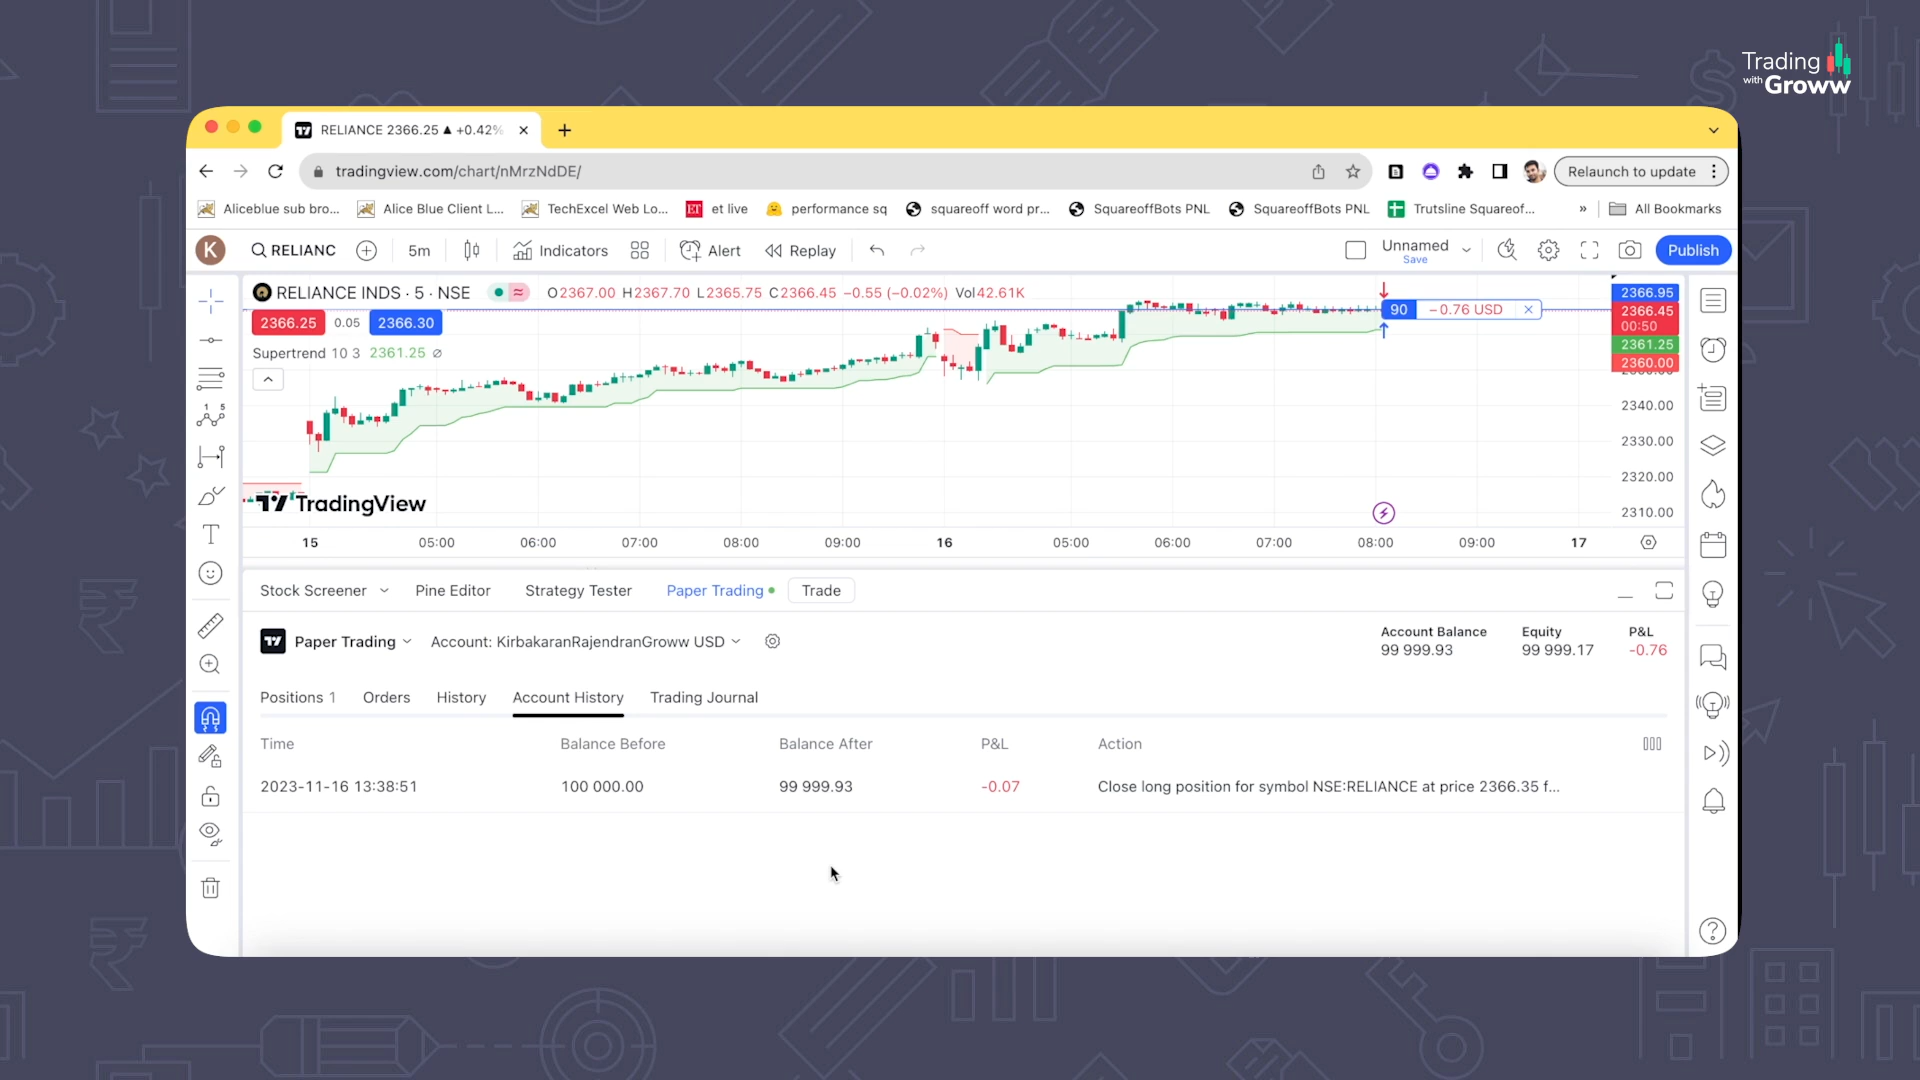 Trading
with Groww
RELIANCE 2366.25 ▲ +0.42%
tradingview.com/chart/nMrzNdDE/
Relaunch to update
Aliceblue sub bro...
Alice Blue Client L...
TechExcel Web Lo...
ET
et live
performance sq
squareoff word pr...
SquareoffBots PNL
SquareoffBots PNL
Trutsline Squareof...
»
All Bookmarks
K
RELIANC
5m
Indicators
Alert
Replay
Unnamed
Save
Publish
RELIANCE INDS · 5 · NSE
O2367.00 H2367.70 L2365.75 C2366.45 −0.55 (−0.02%) Vol42.61K
2366.25
0.05
2366.30
Supertrend 10 3 2361.25 ∅
90
−0.76 USD
2366.95
2366.45
00:50
2361.25
2360.00
2340.00
2330.00
2320.00
2310.00
TradingView
15
05:00
06:00
07:00
08:00
09:00
16
05:00
06:00
07:00
08:00
09:00
17
Stock Screener
Pine Editor
Strategy Tester
Paper Trading
Trade
Paper Trading
Account: KirbakaranRajendranGroww USD
Account Balance
99 999.93
Equity
99 999.17
P&L
-0.76
Positions 1
Orders
History
Account History
Trading Journal
Time
Balance Before
Balance After
P&L
Action
2023-11-16 13:38:51
100 000.00
99 999.93
-0.07
Close long position for symbol NSE:RELIANCE at price 2366.35 f...